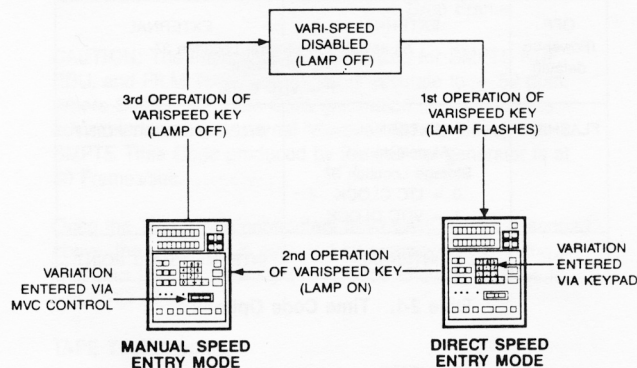 VARI-SPEED
DISABLED
(LAMP OFF)
3rd OPERATION OF
VARISPEED KEY
(LAMP OFF)
1st OPERATION OF
VARISPEED KEY
(LAMP FLASHES)
2nd OPERATION
OF VARISPEED KEY
(LAMP ON)
VARIATION
ENTERED VIA
MVC CONTROL
VARIATION
ENTERED
VIA KEYPAD
MANUAL SPEED
ENTRY MODE
DIRECT SPEED
ENTRY MODE